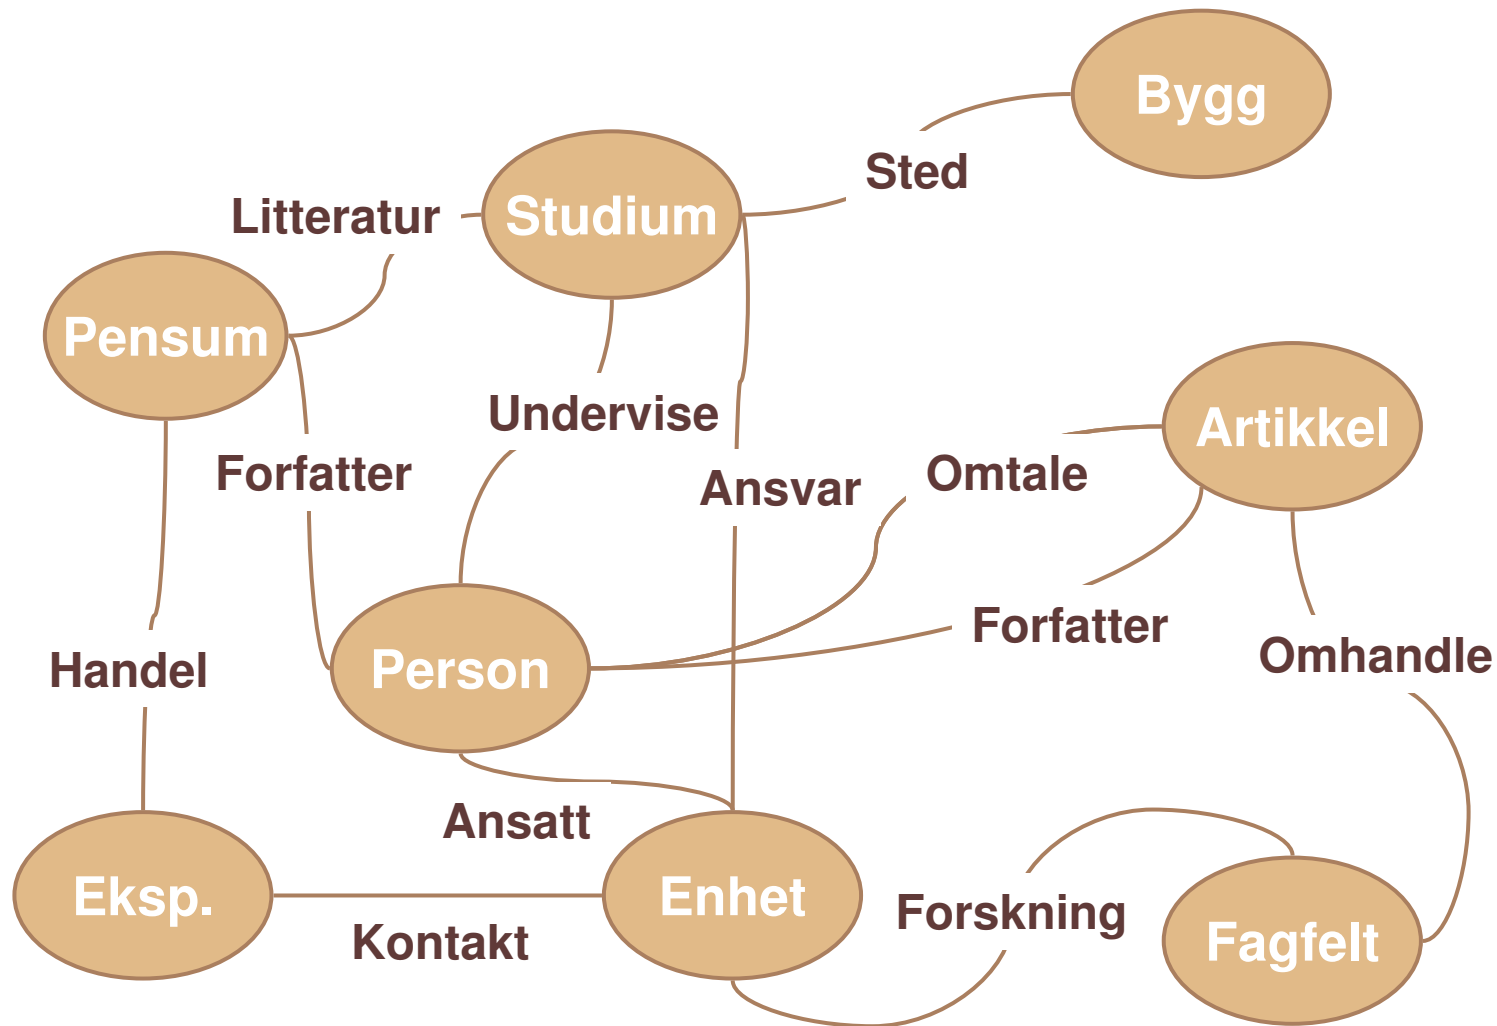 Bygg
Sted
Studium
Litteratur
Pensum
Undervise
Artikkel
Forfatter
Ansvar
Omtale
Forfatter
Omhandle
Person
Handel
Ansatt
Eksp.
Enhet
Forskning
Kontakt
Fagfelt